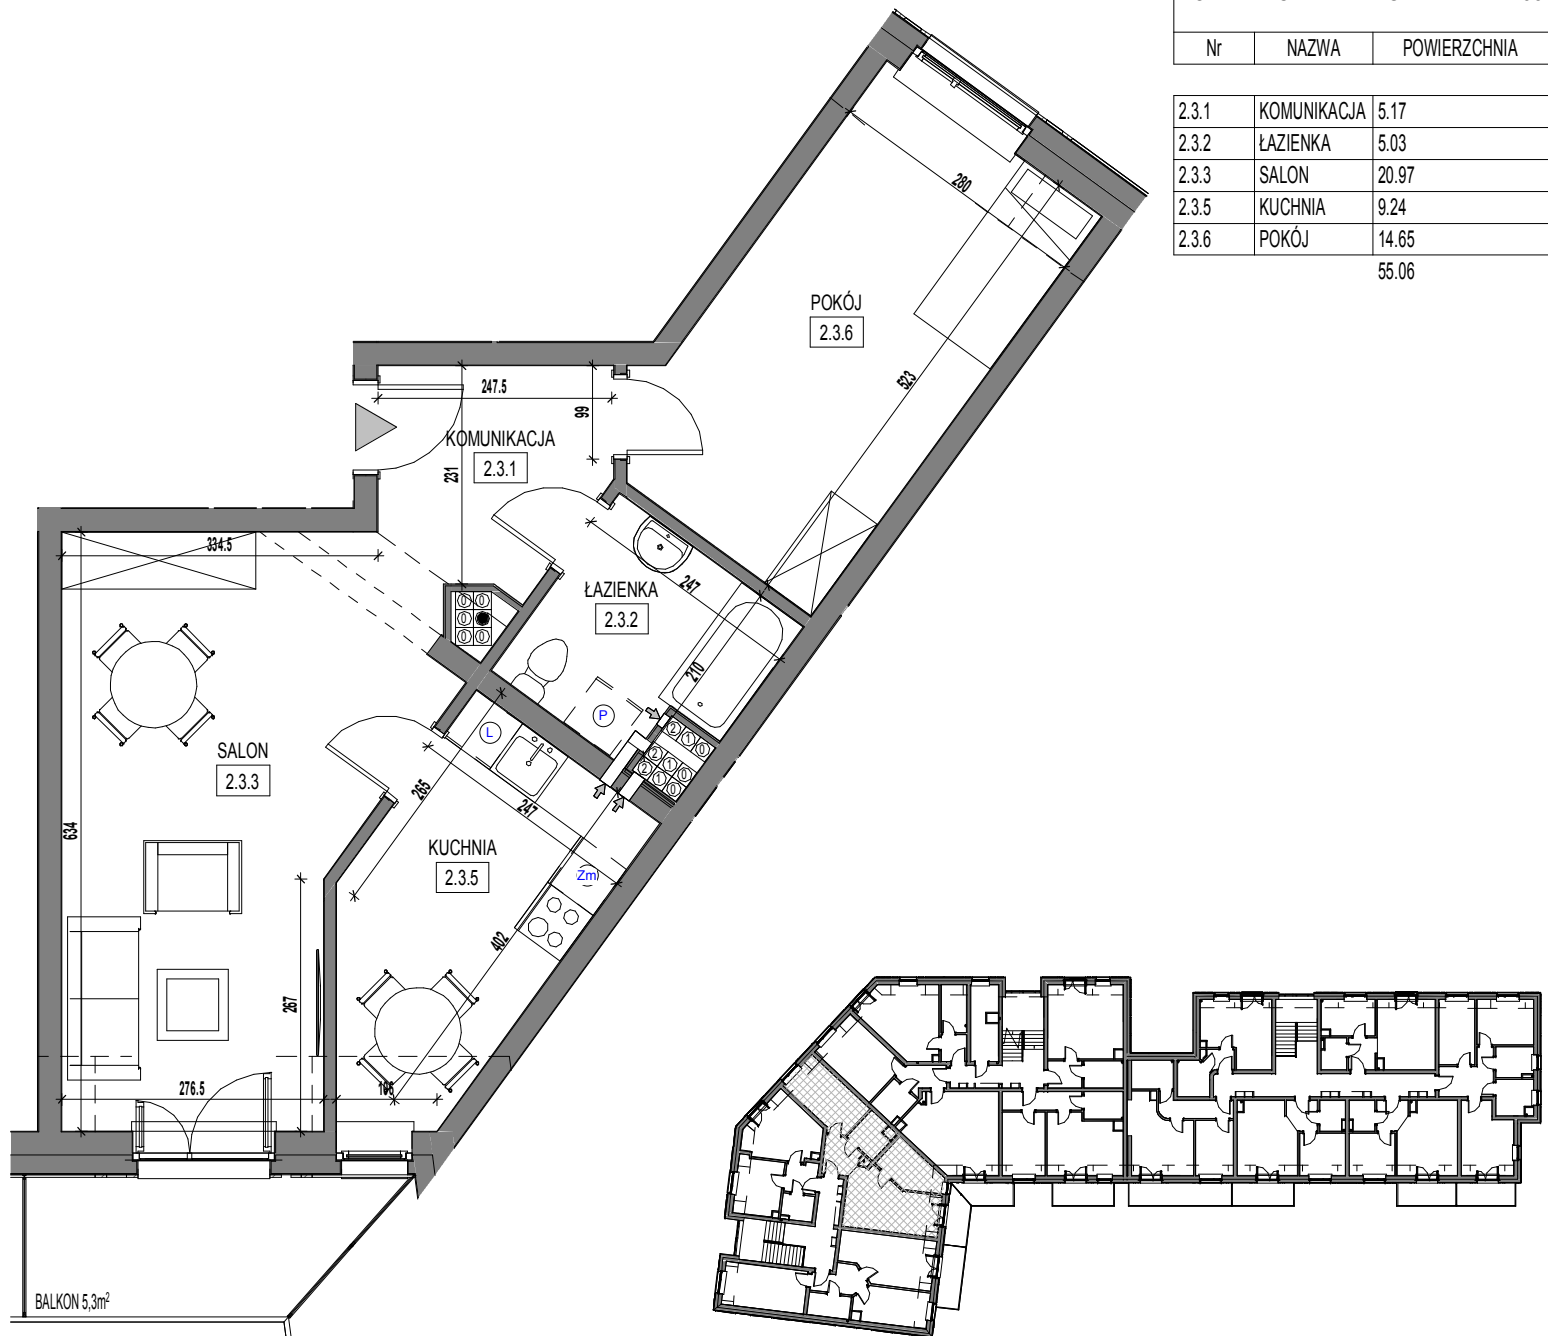 Nr NAZWA POWIERZCHNIA
2.3.1 KOMUNIKACJA 5.17
2.3.2 ŁAZIENKA 5.03
2.3.3 SALON 20.97
2.3.5 KUCHNIA 9.24
2.3.6 POKÓJ 14.65
55.06
280
POKÓJ
2.3.6
523
247.5
99
KOMUNIKACJA
2.3.1
231
334.5
ŁAZIENKA
2.3.2
247
210
P
L
SALON
2.3.3
265
247
634
KUCHNIA
2.3.5
Zm
402
267
276.5
196
BALKON 5,3m²